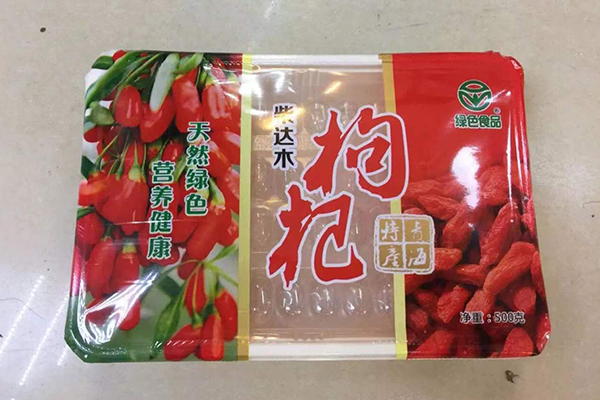 天然绿色
营养健康
柴达木
枸杞
青海
特産
绿色食品
净重：500克